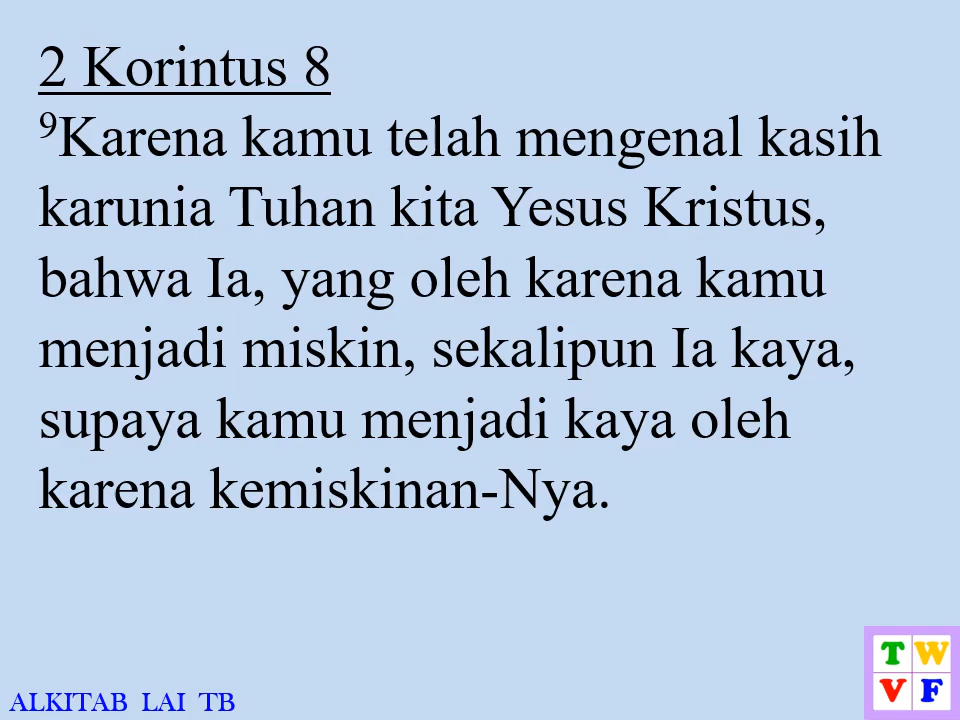 2 Korintus 8
⁹Karena kamu telah mengenal kasih
karunia Tuhan kita Yesus Kristus,
bahwa Ia, yang oleh karena kamu
menjadi miskin, sekalipun Ia kaya,
supaya kamu menjadi kaya oleh
karena kemiskinan-Nya.
ALKITAB LAI TB
T W
V F